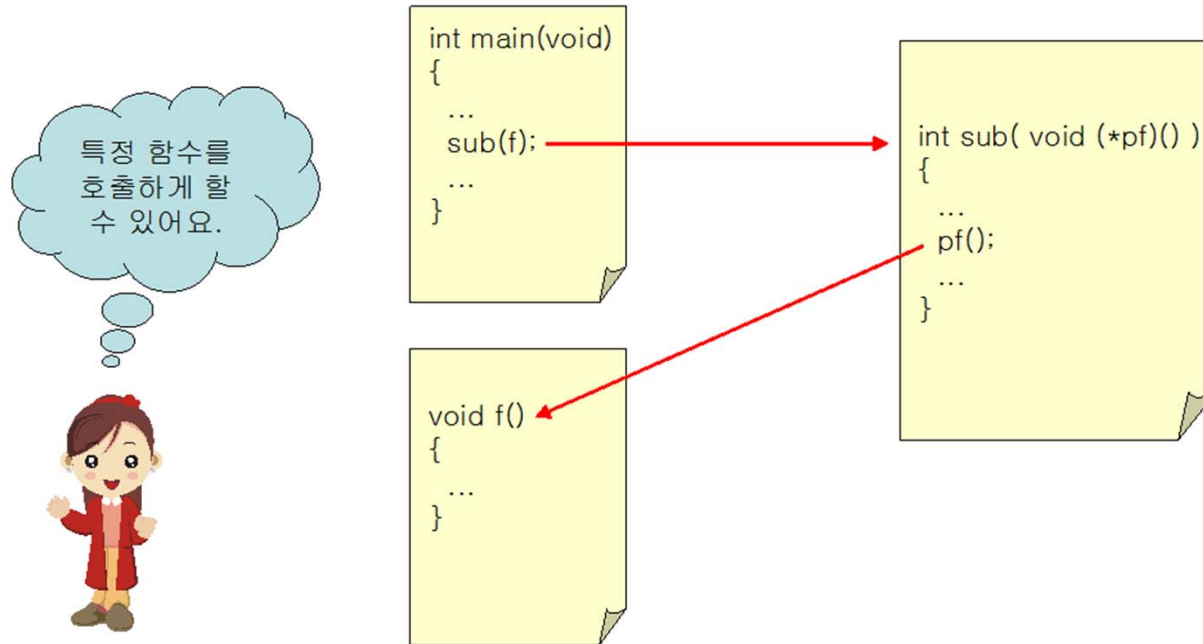 특정 함수를
호출하게 할
수 있어요.
int main(void)
{
...
sub(f);
...
}
int sub( void (*pf)() )
{
...
pf();
...
}
void f()
{
...
}